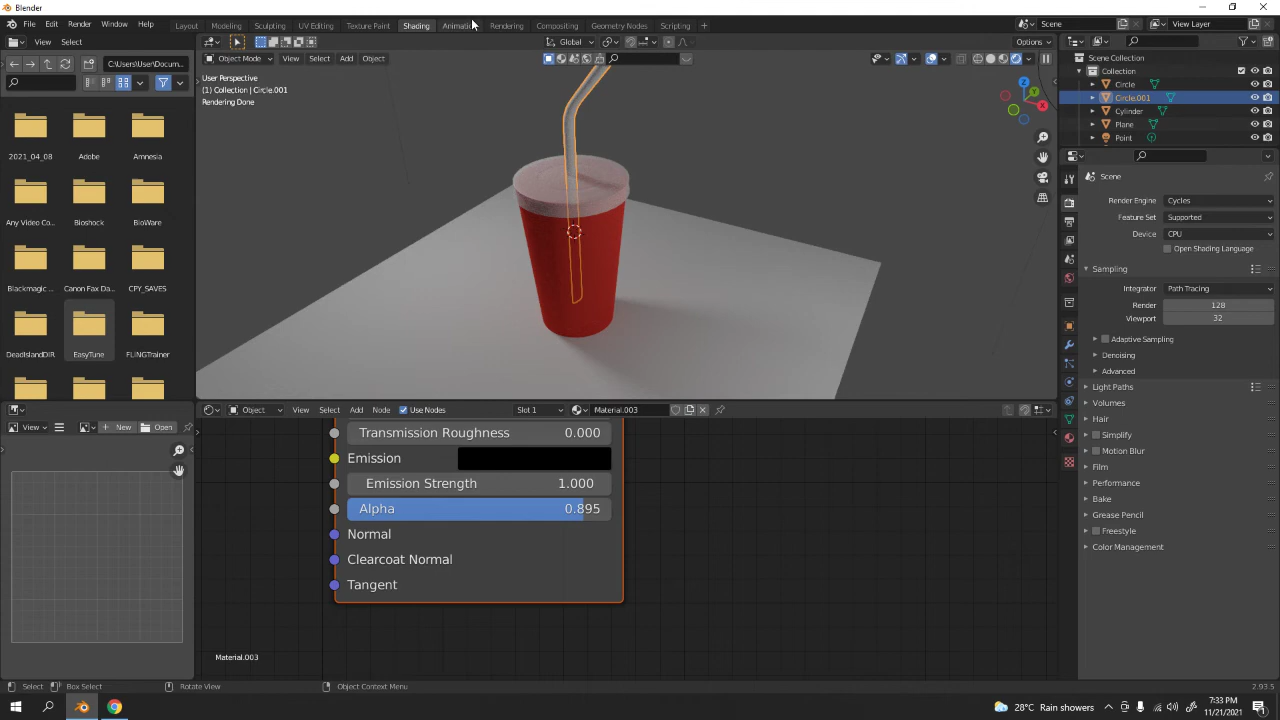 Blender
File Edit Render Window Help Layout Modeling Sculpting UV Editing Texture Paint Shading Animation Rendering Compositing Geometry Nodes Scripting + Scene View Layer
View Select Global Options
Object Mode View Select Add Object
C:\Users\User\Docum...
User Perspective
(1) Collection | Circle.001
Rendering Done
2021_04_08 Adobe Amnesia
Any Video Co... Bioshock BioWare
Blackmagic ... Canon Fax Da... CPY_SAVES
DeadIslandDIR EasyTune FLiNGTrainer
Scene Collection
Collection
Circle
Circle.001
Cylinder
Plane
Point
Scene
Render Engine Cycles
Feature Set Supported
Device CPU
Open Shading Language
Sampling
Integrator Path Tracing
Render 128
Viewport 32
Adaptive Sampling
Denoising
Advanced
Light Paths
Volumes
Hair
Simplify
Motion Blur
Film
Performance
Bake
Grease Pencil
Freestyle
Color Management
View New Open
Object View Select Add Node Use Nodes Slot 1 Material.003
Transmission Roughness 0.000
Emission
Emission Strength 1.000
Alpha 0.895
Normal
Clearcoat Normal
Tangent
Material.003
Select Box Select Rotate View Object Context Menu 2.93.5
28°C Rain showers 7:33 PM
11/21/2021